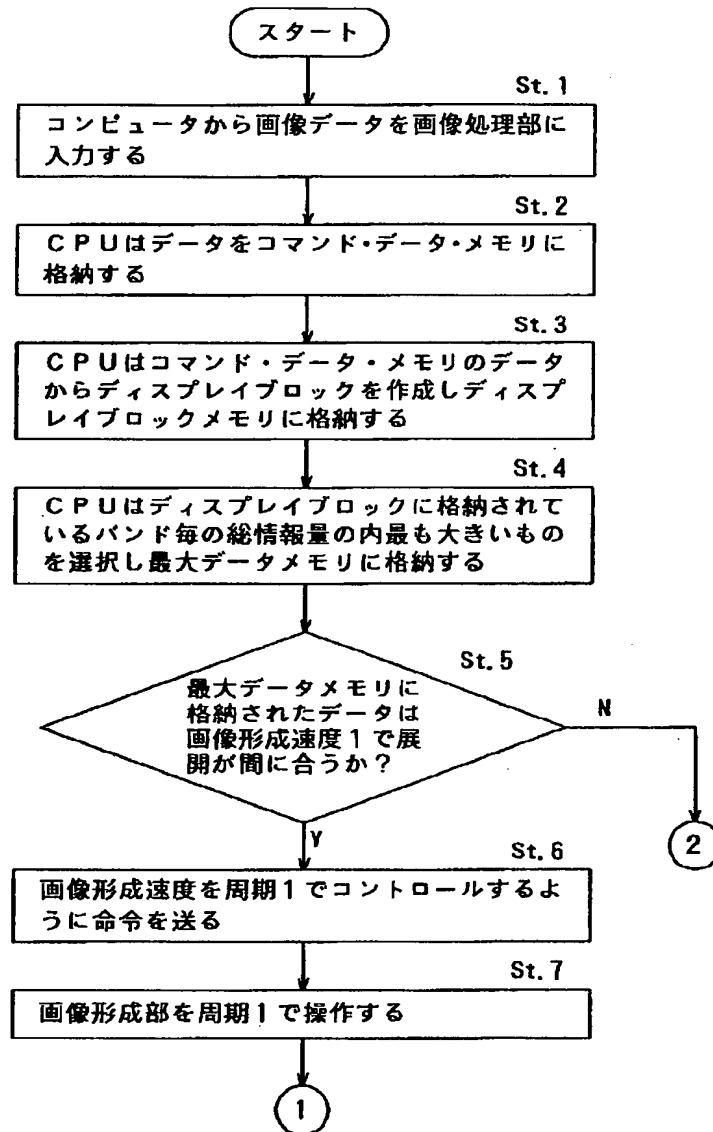 スタート
St.1
コンピュータから画像データを画像処理部に
入力する
St.2
CPUはデータをコマンド・データ・メモリに
格納する
St.3
CPUはコマンド・データ・メモリのデータ
からディスプレイブロックを作成しディスプ
レイブロックメモリに格納する
St.4
CPUはディスプレイブロックに格納されて
いるバンド毎の総情報量の内最も大きいもの
を選択し最大データメモリに格納する
St.5
最大データメモリに
格納されたデータは
画像形成速度1で展
開が間に合うか?
N
2
Y
St.6
画像形成速度を周期1でコントロールするよ
うに命令を送る
St.7
画像形成部を周期1で操作する
1